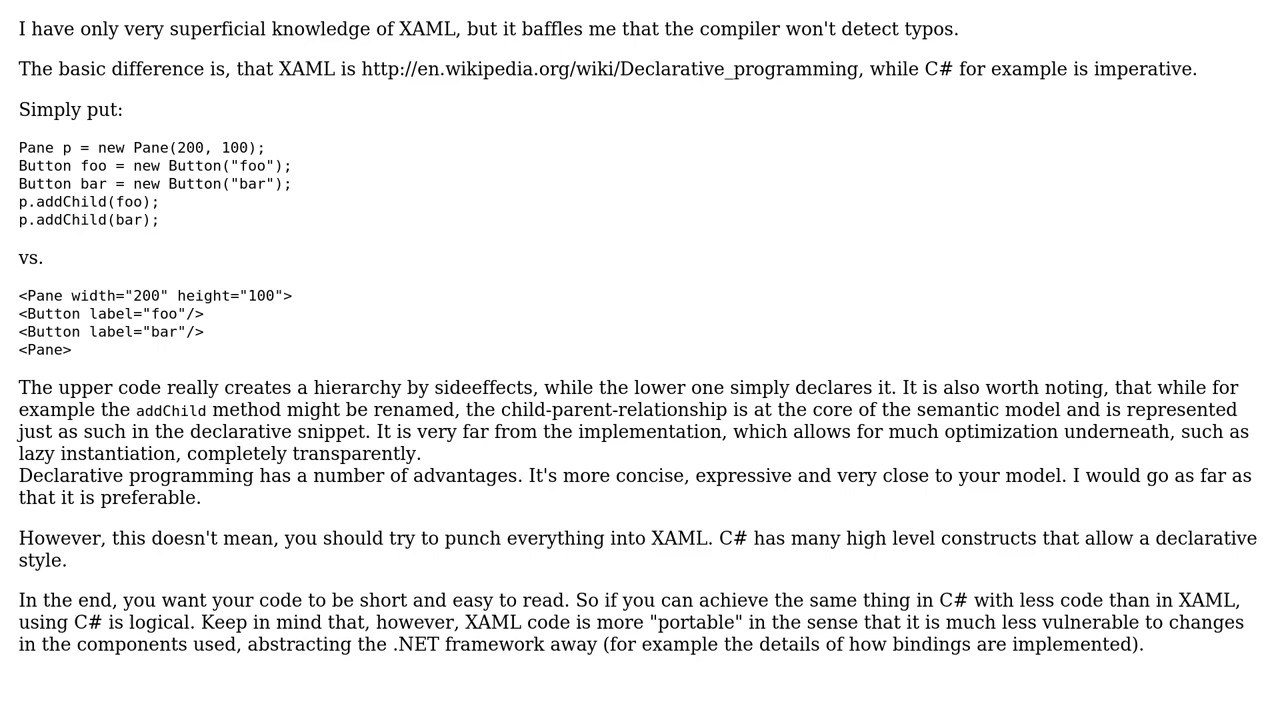 I have only very superficial knowledge of XAML, but it baffles me that the compiler won't detect typos.
The basic difference is, that XAML is http://en.wikipedia.org/wiki/Declarative_programming, while C# for example is imperative.
Simply put:
Pane p = new Pane(200, 100);
Button foo = new Button("foo");
Button bar = new Button("bar");
p.addChild(foo);
p.addChild(bar);
vs.
<Pane width="200" height="100">
<Button label="foo"/>
<Button label="bar"/>
<Pane>
The upper code really creates a hierarchy by sideeffects, while the lower one simply declares it. It is also worth noting, that while for
example the addChild method might be renamed, the child-parent-relationship is at the core of the semantic model and is represented
just as such in the declarative snippet. It is very far from the implementation, which allows for much optimization underneath, such as
lazy instantiation, completely transparently.
Declarative programming has a number of advantages. It's more concise, expressive and very close to your model. I would go as far as
that it is preferable.
However, this doesn't mean, you should try to punch everything into XAML. C# has many high level constructs that allow a declarative
style.
In the end, you want your code to be short and easy to read. So if you can achieve the same thing in C# with less code than in XAML,
using C# is logical. Keep in mind that, however, XAML code is more "portable" in the sense that it is much less vulnerable to changes
in the components used, abstracting the .NET framework away (for example the details of how bindings are implemented).